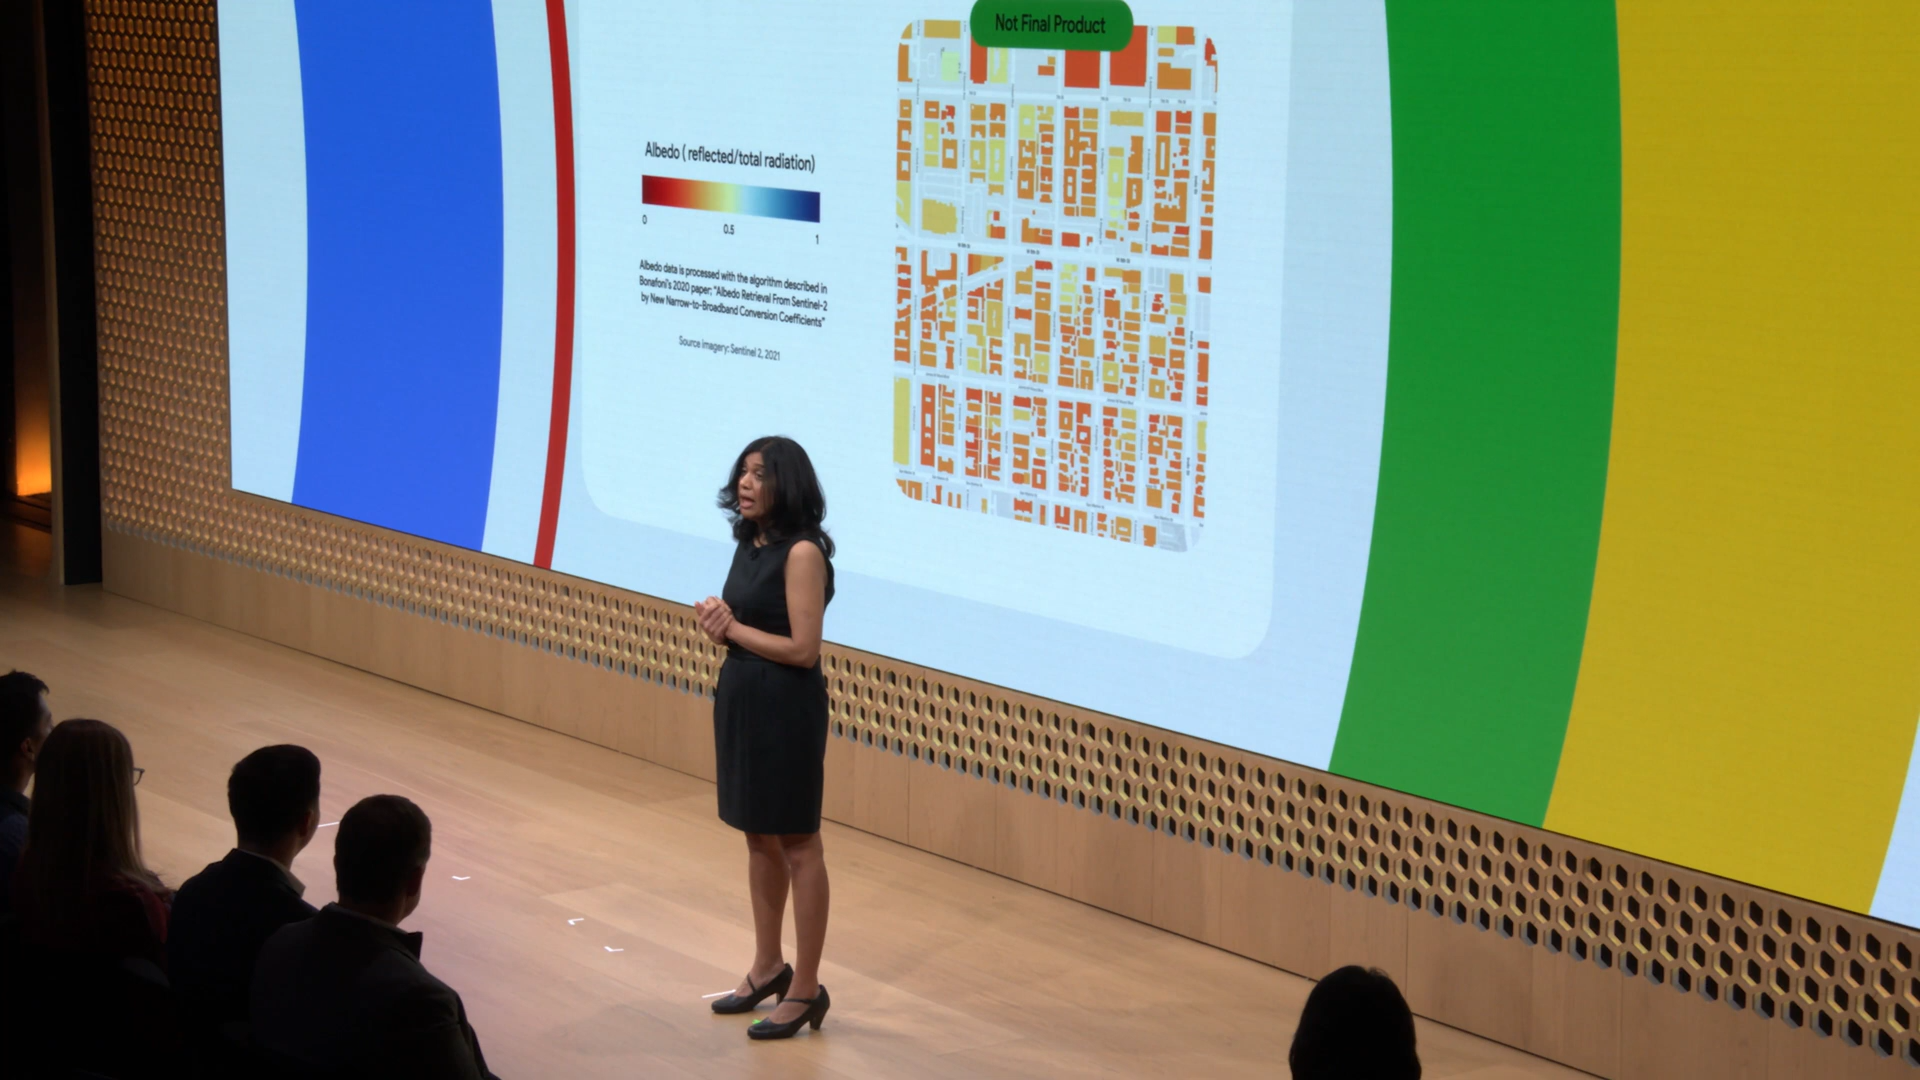 Not Final Product
Albedo ( reflected/total radiation)
0
0.5
1
Albedo data is processed with the algorithm described in
Bonafoni's 2020 paper; "Albedo Retrieval From Sentinel-2
by New Narrow-to-Broadband Conversion Coefficients"
Source imagery: Sentinel 2, 2021